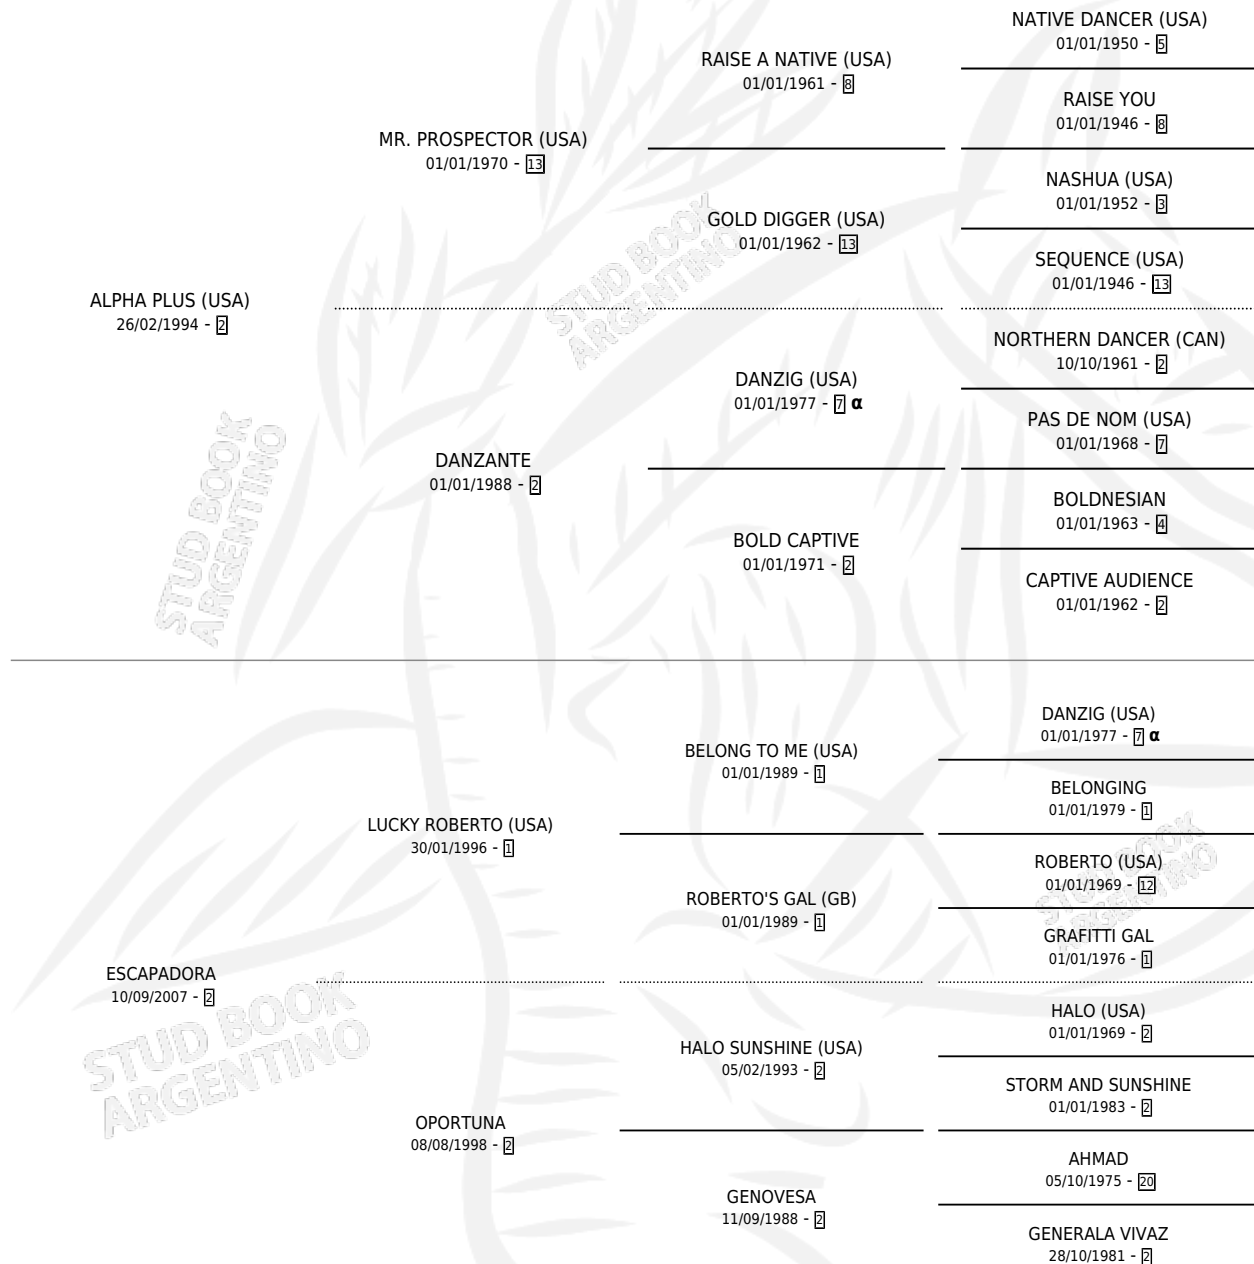 NATIVE DANCER (USA)
01/01/1950 - 5
RAISE A NATIVE (USA)
01/01/1961 - 8
RAISE YOU
01/01/1946 - 8
MR. PROSPECTOR (USA)
01/01/1970 - 13
NASHUA (USA)
01/01/1952 - 3
GOLD DIGGER (USA)
01/01/1962 - 13
SEQUENCE (USA)
01/01/1946 - 13
ALPHA PLUS (USA)
26/02/1994 - 2
NORTHERN DANCER (CAN)
10/10/1961 - 2
DANZIG (USA)
01/01/1977 - 7 α
PAS DE NOM (USA)
01/01/1968 - 7
DANZANTE
01/01/1988 - 2
BOLDNESIAN
01/01/1963 - 4
BOLD CAPTIVE
01/01/1971 - 2
CAPTIVE AUDIENCE
01/01/1962 - 2
DANZIG (USA)
01/01/1977 - 7 α
BELONG TO ME (USA)
01/01/1989 - 1
BELONGING
01/01/1979 - 1
LUCKY ROBERTO (USA)
30/01/1996 - 1
ROBERTO (USA)
01/01/1969 - 12
ROBERTO'S GAL (GB)
01/01/1989 - 1
GRAFITTI GAL
01/01/1976 - 1
ESCAPADORA
10/09/2007 - 2
HALO (USA)
01/01/1969 - 2
HALO SUNSHINE (USA)
05/02/1993 - 2
STORM AND SUNSHINE
01/01/1983 - 2
OPORTUNA
08/08/1998 - 2
AHMAD
05/10/1975 - 20
GENOVESA
11/09/1988 - 2
GENERALA VIVAZ
28/10/1981 - 2
STUD BOOK
ARGENTINO
STUD BOOK
ARGENTINO
STUD BOOK
ARGENTINO
STUD BOOK
ARGENTINO